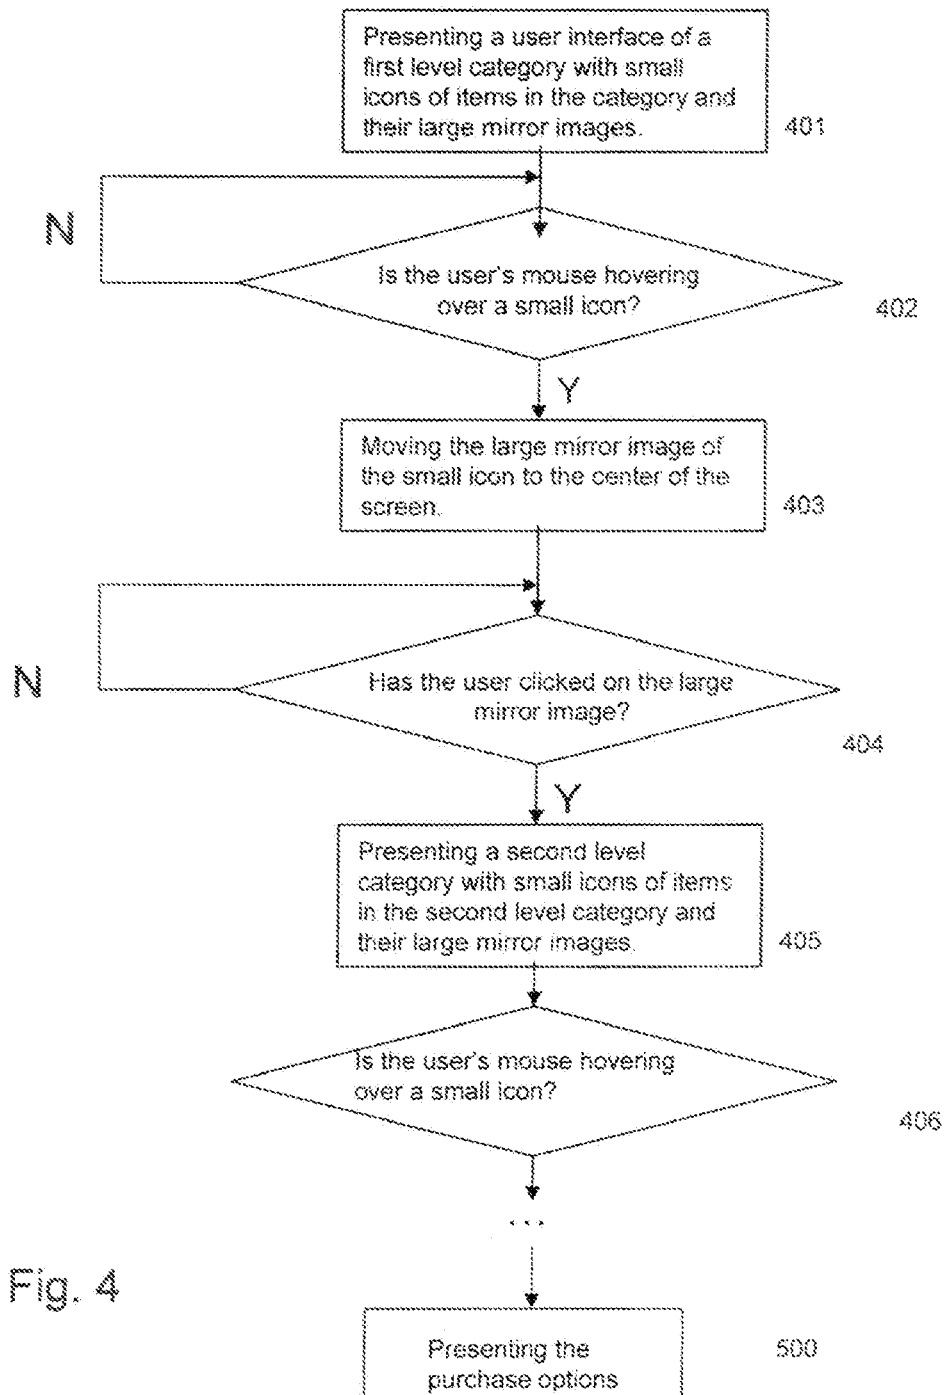 Presenting a user interface of a
first level category with small
icons of items in the category and
their large mirror images.
401
N
Is the user's mouse hovering
over a small icon?
402
Y
Moving the large mirror image of
the small icon to the center of the
screen.
403
N
Has the user clicked on the large
mirror image?
404
Y
Presenting a second level
category with small icons of items
in the second level category and
their large mirror images.
405
Is the user's mouse hovering
over a small icon?
406
...
Fig. 4
Presenting the
purchase options
500